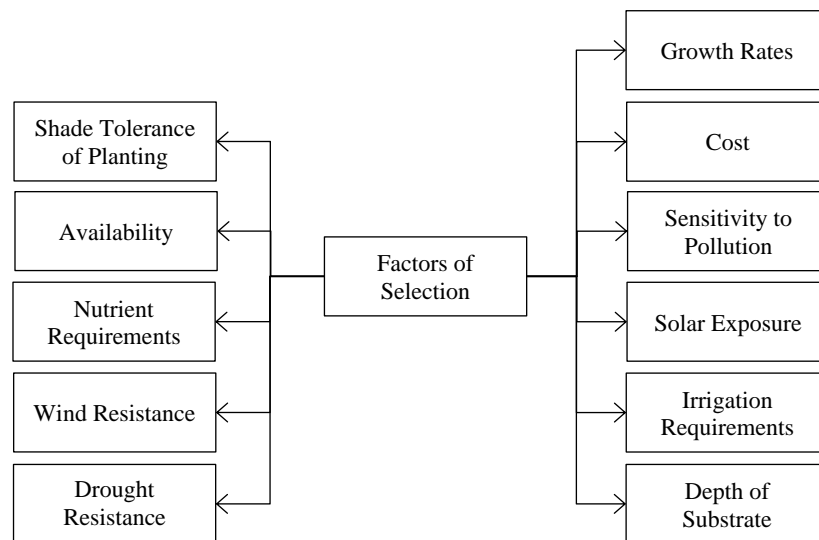 Growth Rates
Shade Tolerance
of Planting
Cost
Availability
Sensitivity to
Pollution
Factors of
Selection
Nutrient
Requirements
Solar Exposure
Wind Resistance
Irrigation
Requirements
Drought
Resistance
Depth of
Substrate